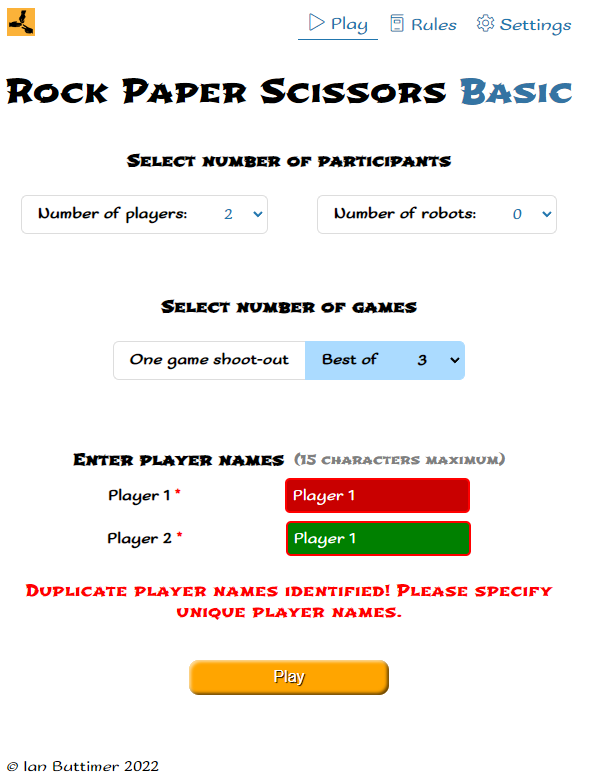 Play Rules Settings
Rock Paper Scissors Basic
Select number of participants
Number of players: 2 Number of robots: 0
Select number of games
One game shoot-out Best of 3
Enter player names (15 characters maximum)
Player 1 * Player 1
Player 2 * Player 1
Duplicate player names identified! Please specify
unique player names.
Play
© Ian Buttimer 2022